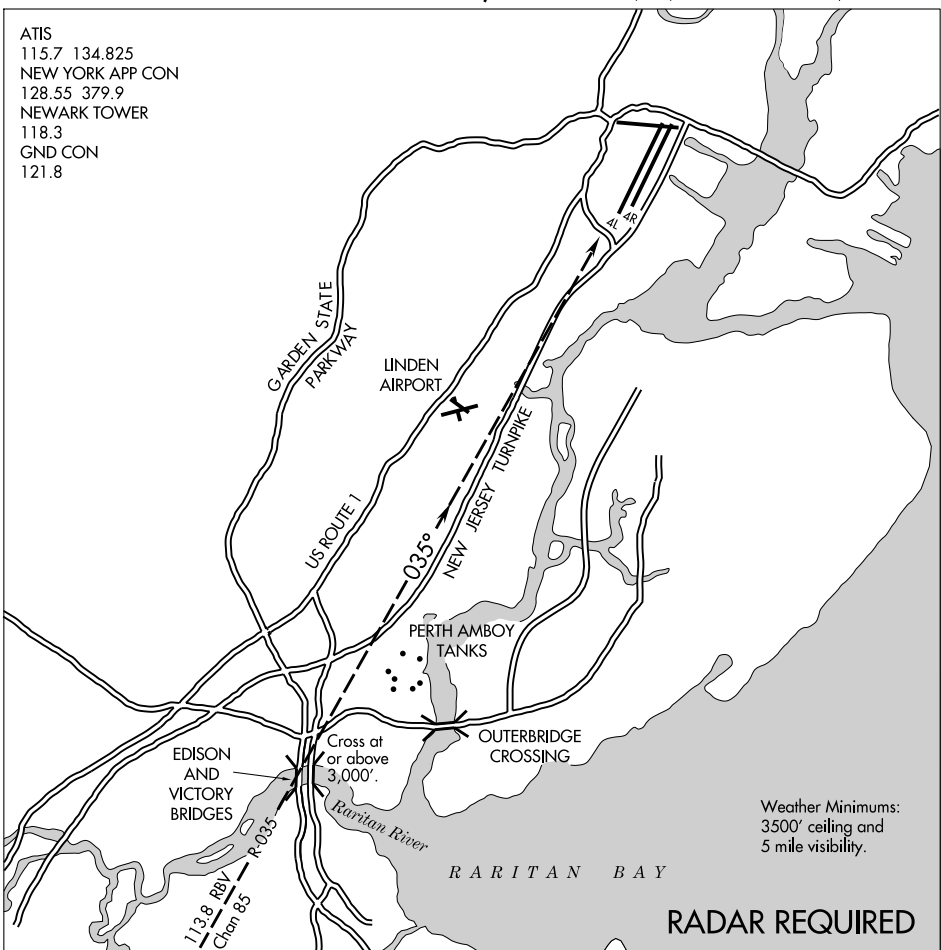 ATIS
115.7 134.825
NEW YORK APP CON
128.55 379.9
NEWARK TOWER
118.3
GND CON
121.8
4L
4R
GARDEN STATE
PARKWAY
LINDEN
AIRPORT
US ROUTE 1
035°
NEW JERSEY TURNPIKE
PERTH AMBOY
TANKS
OUTERBRIDGE
CROSSING
EDISON
AND
VICTORY
BRIDGES
Cross at
or above
3,000'.
Raritan River
113.8 RBV R-035
Chan 85
RARITAN BAY
Weather Minimums:
3500' ceiling and
5 mile visibility.
RADAR REQUIRED